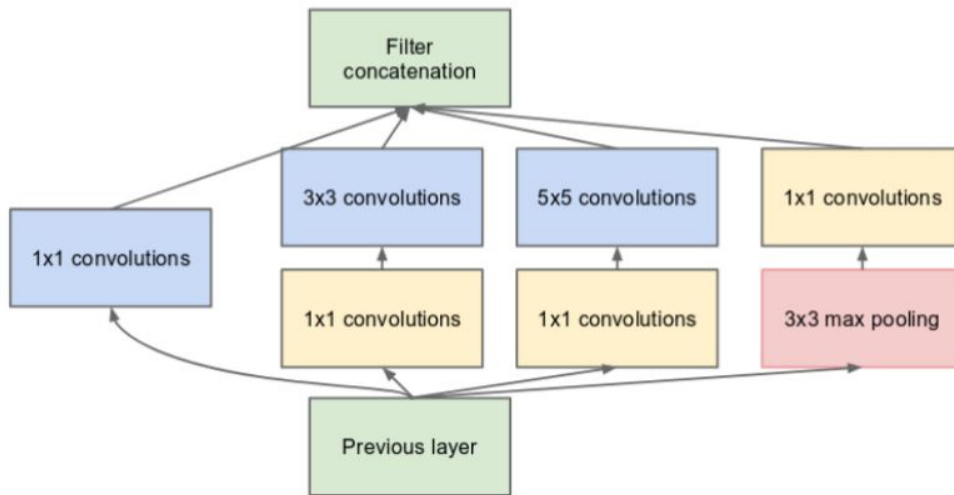 Filter
concatenation
3x3 convolutions
5x5 convolutions
1x1 convolutions
1x1 convolutions
1x1 convolutions
1x1 convolutions
3x3 max pooling
Previous layer